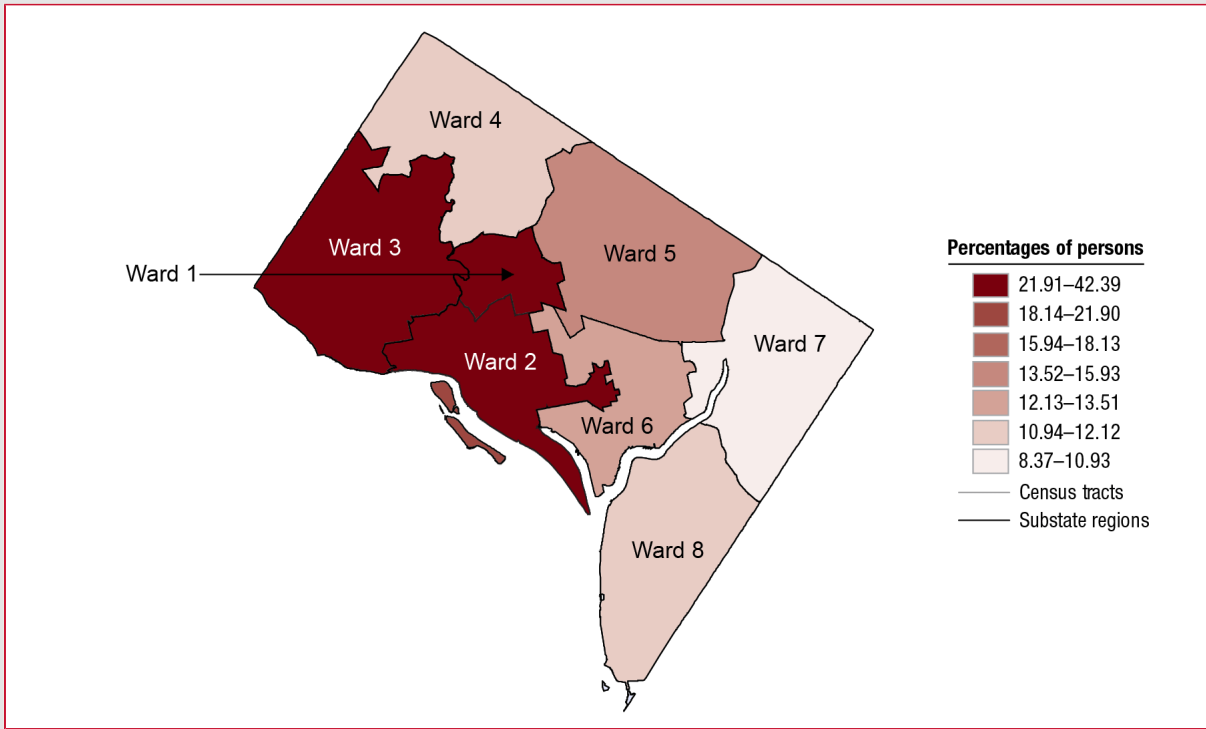 Ward 4
Ward 3
Ward 5
Ward 1
Ward 7
Ward 2
Ward 6
Ward 8
Percentages of persons
21.91–42.39
18.14–21.90
15.94–18.13
13.52–15.93
12.13–13.51
10.94–12.12
8.37–10.93
Census tracts
Substate regions